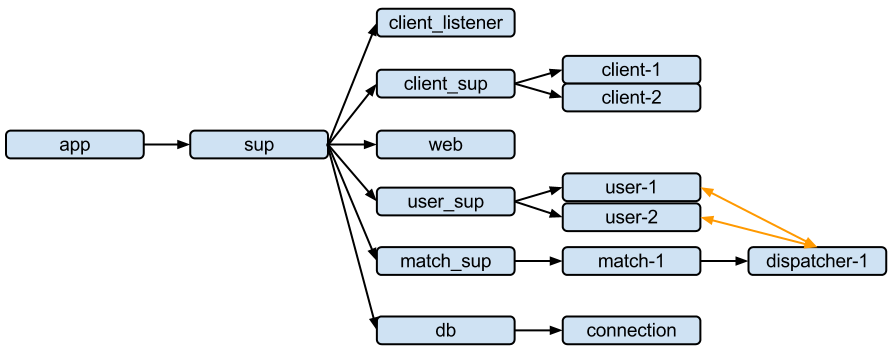 client_listener
client_sup
client-1
client-2
app
sup
web
user_sup
user-1
user-2
match_sup
match-1
dispatcher-1
db
connection